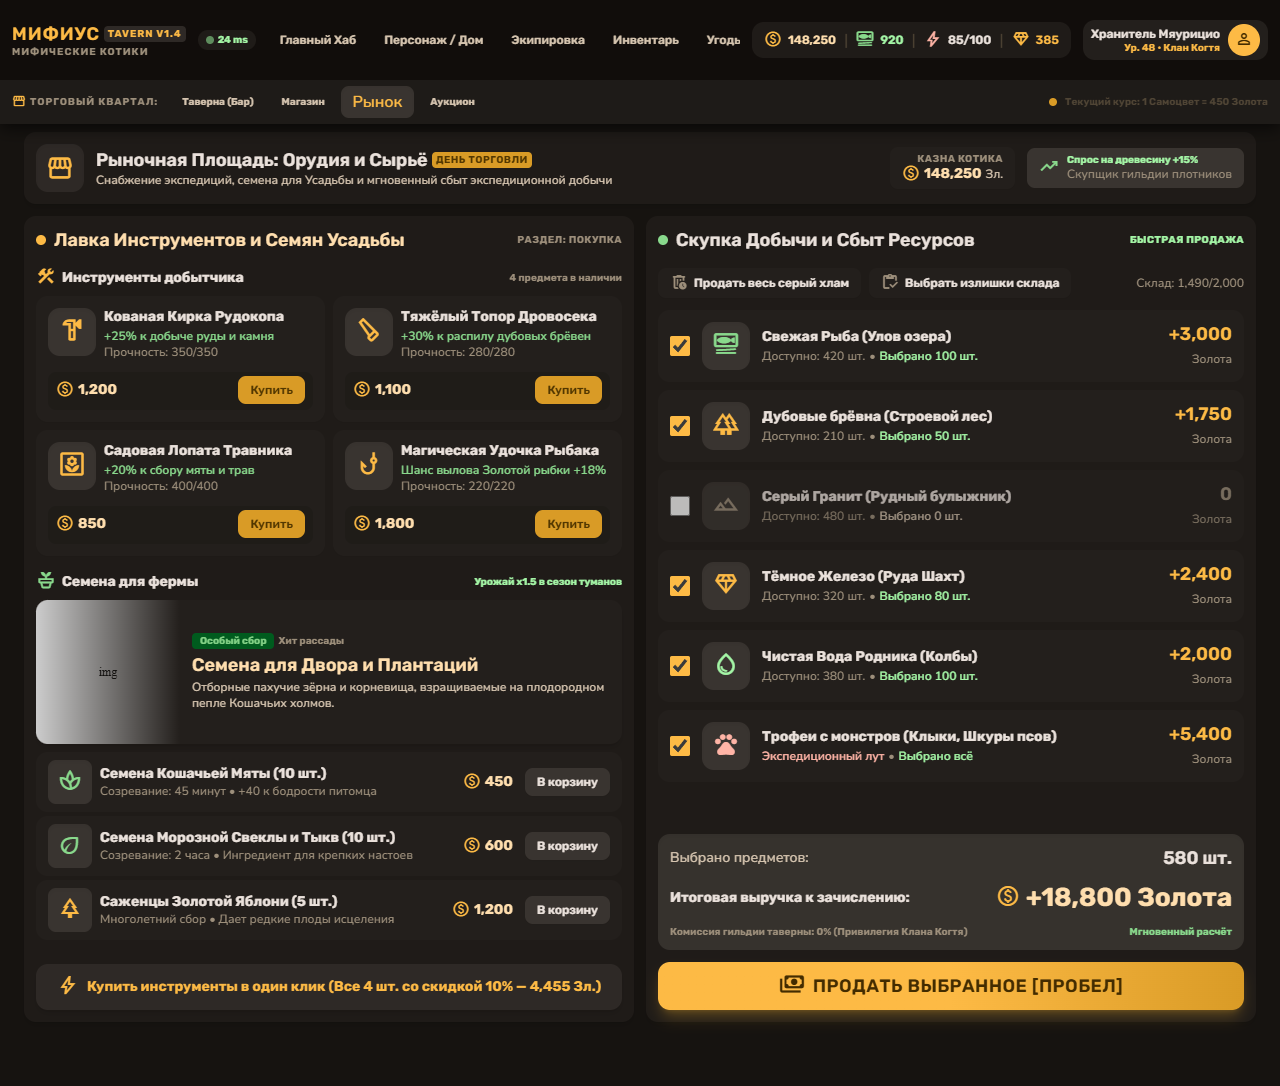 МИФИУС TAVERN V1.4
МИФИЧЕСКИЕ КОТИКИ
24 ms
Главный Хаб
Персонаж / Дом
Экипировка
Инвентарь
148,250
920
85/100
385
Хранитель Мяурицио
Ур. 48 • Клан Когтя
ТОРГОВЫЙ КВАРТАЛ:
Таверна (Бар)
Магазин
Рынок
Аукцион
Текущий курс: 1 Самоцвет = 450 Золота
Рыночная Площадь: Орудия и Сырьё ДЕНЬ ТОРГОВЛИ
Снабжение экспедиций, семена для Усадьбы и мгновенный сбыт экспедиционной добычи
КАЗНА КОТИКА
148,250 Зл.
Спрос на древесину +15%
Скупщик гильдии плотников
Лавка Инструментов и Семян Усадьбы
РАЗДЕЛ: ПОКУПКА
Инструменты добытчика
4 предмета в наличии
Кованая Кирка Рудокопа
+25% к добыче руды и камня
Прочность: 350/350
1,200
Купить
Тяжёлый Топор Дровосека
+30% к распилу дубовых брёвен
Прочность: 280/280
1,100
Купить
Садовая Лопата Травника
+20% к сбору мяты и трав
Прочность: 400/400
850
Купить
Магическая Удочка Рыбака
Шанс вылова Золотой рыбки +18%
Прочность: 220/220
1,800
Купить
Семена для фермы
Урожай x1.5 в сезон туманов
img
Особый сбор Хит рассады
Семена для Двора и Плантаций
Отборные пахучие зёрна и корневища, взращиваемые на плодородном
пепле Кошачьих холмов.
Семена Кошачьей Мяты (10 шт.)
Созревание: 45 минут • +40 к бодрости питомца
450
В корзину
Семена Морозной Свеклы и Тыкв (10 шт.)
Созревание: 2 часа • Ингредиент для крепких настоев
600
В корзину
Саженцы Золотой Яблони (5 шт.)
Многолетний сбор • Дает редкие плоды исцеления
1,200
В корзину
Купить инструменты в один клик (Все 4 шт. со скидкой 10% — 4,455 Зл.)
Скупка Добычи и Сбыт Ресурсов
БЫСТРАЯ ПРОДАЖА
Продать весь серый хлам
Выбрать излишки склада
Склад: 1,490/2,000
Свежая Рыба (Улов озера)
Доступно: 420 шт. • Выбрано 100 шт.
+3,000
Золота
Дубовые брёвна (Строевой лес)
Доступно: 210 шт. • Выбрано 50 шт.
+1,750
Золота
Серый Гранит (Рудный булыжник)
Доступно: 480 шт. • Выбрано 0 шт.
0
Золота
Тёмное Железо (Руда Шахт)
Доступно: 320 шт. • Выбрано 80 шт.
+2,400
Золота
Чистая Вода Родника (Колбы)
Доступно: 380 шт. • Выбрано 100 шт.
+2,000
Золота
Трофеи с монстров (Клыки, Шкуры псов)
Экспедиционный лут • Выбрано всё
+5,400
Золота
Выбрано предметов:
580 шт.
Итоговая выручка к зачислению:
+18,800 Золота
Комиссия гильдии таверны: 0% (Привилегия Клана Когтя)
Мгновенный расчёт
ПРОДАТЬ ВЫБРАННОЕ [ПРОБЕЛ]